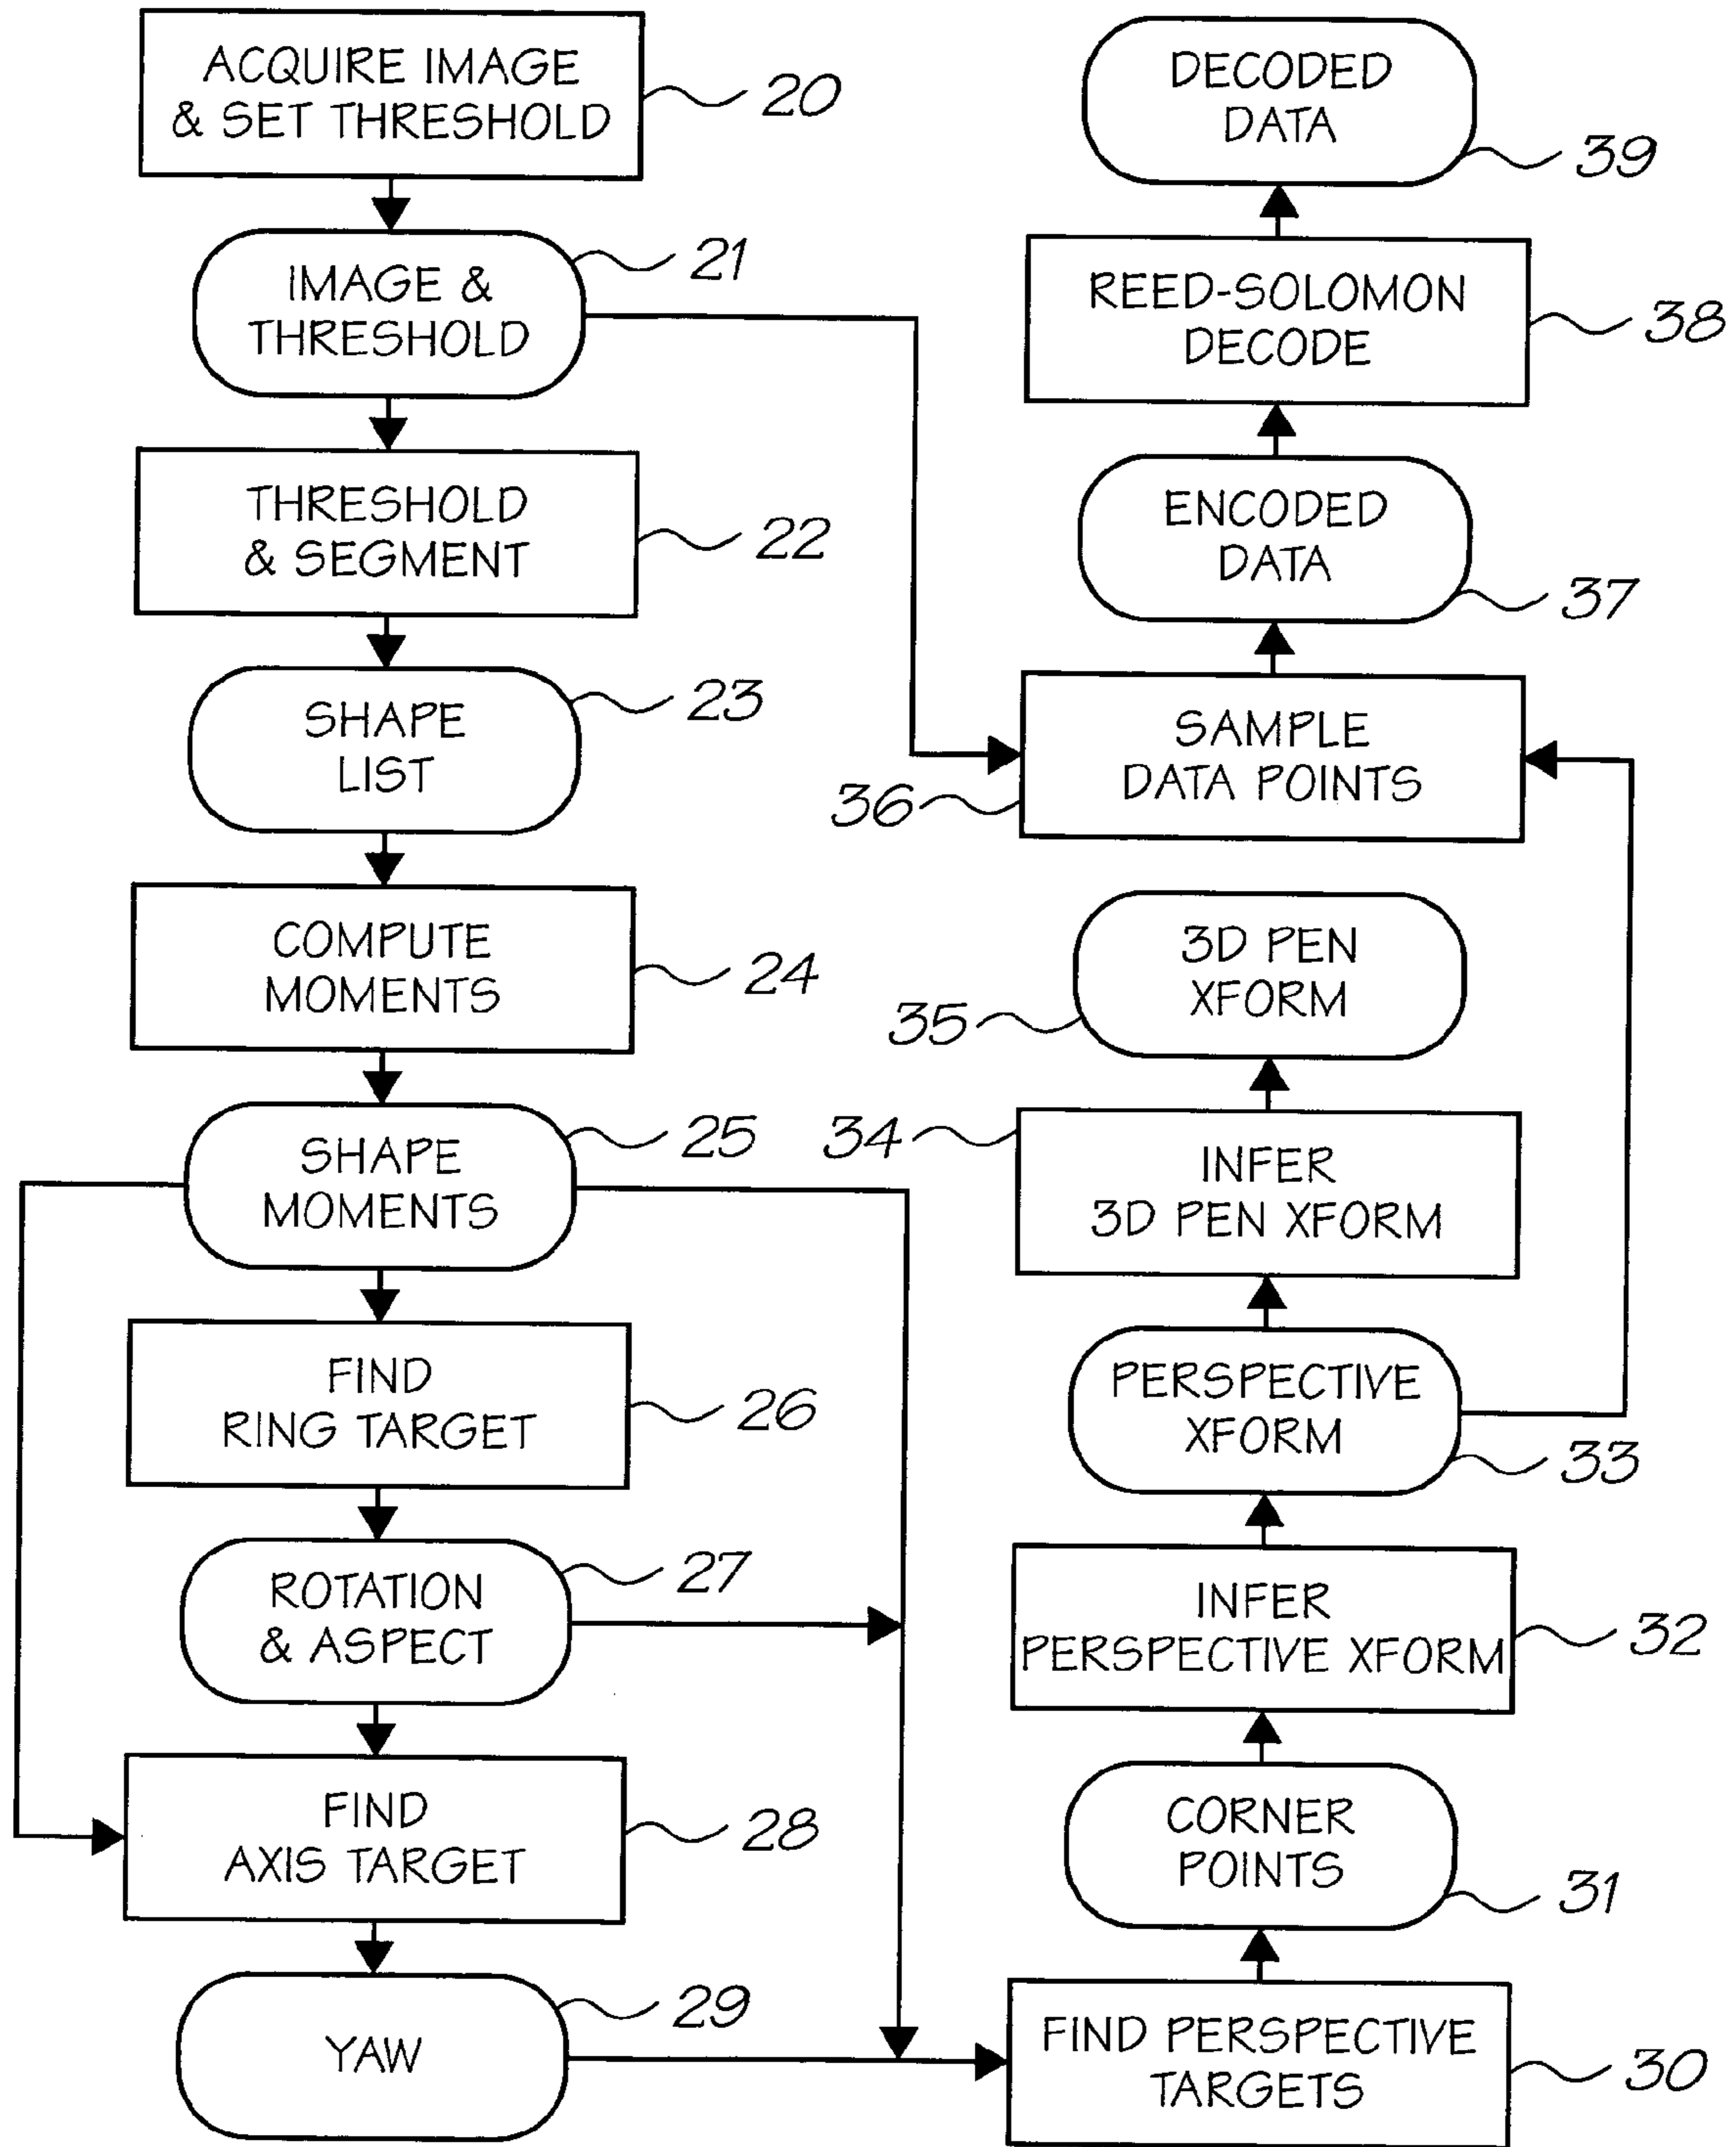 ACQUIRE IMAGE
& SET THRESHOLD
20
IMAGE &
THRESHOLD
21
THRESHOLD
& SEGMENT
22
SHAPE
LIST
23
COMPUTE
MOMENTS
24
SHAPE
MOMENTS
25
FIND
RING TARGET
26
ROTATION
& ASPECT
27
FIND
AXIS TARGET
28
YAW
29
FIND PERSPECTIVE
TARGETS
30
CORNER
POINTS
31
INFER
PERSPECTIVE XFORM
32
PERSPECTIVE
XFORM
33
INFER
3D PEN XFORM
34
3D PEN
XFORM
35
SAMPLE
DATA POINTS
36
ENCODED
DATA
37
REED-SOLOMON
DECODE
38
DECODED
DATA
39